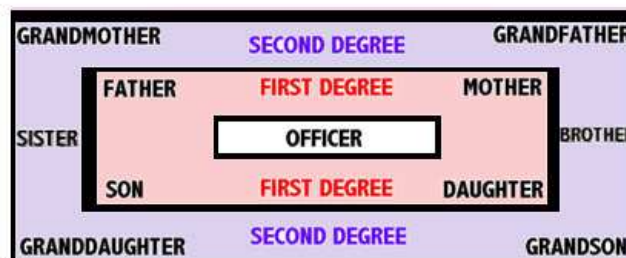 GRANDMOTHER SECOND DEGREE GRANDFATHER
FATHER FIRST DEGREE MOTHER
SISTER OFFICER BROTHER
SON FIRST DEGREE DAUGHTER
GRANDDAUGHTER SECOND DEGREE GRANDSON